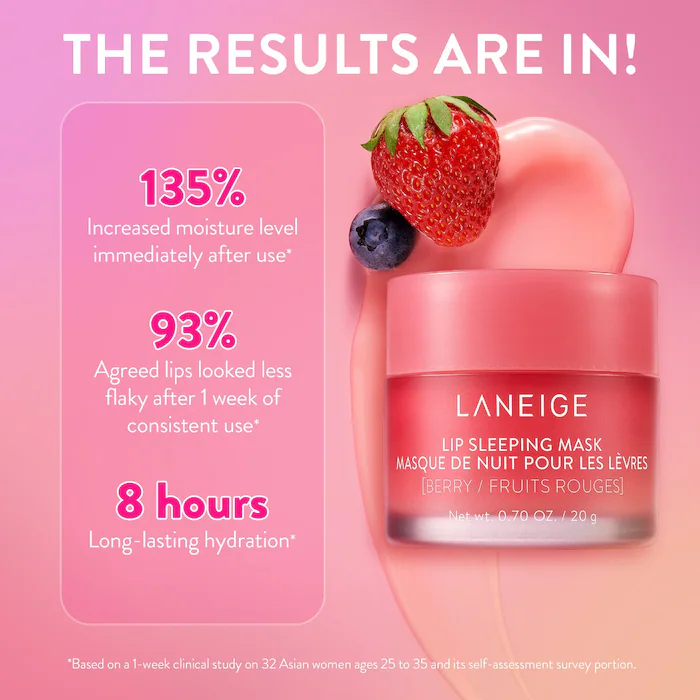 THE RESULTS ARE IN!
135%
Increased moisture level
immediately after use*
93%
Agreed lips looked less
flaky after 1 week of
consistent use*
8 hours
Long-lasting hydration*
LANEIGE
LIP SLEEPING MASK
MASQUE DE NUIT POUR LES LÈVRES
[BERRY / FRUITS ROUGES]
Net wt. 0.70 OZ. / 20 g
*Based on a 1-week clinical study on 32 Asian women ages 25 to 35 and its self-assessment survey portion.